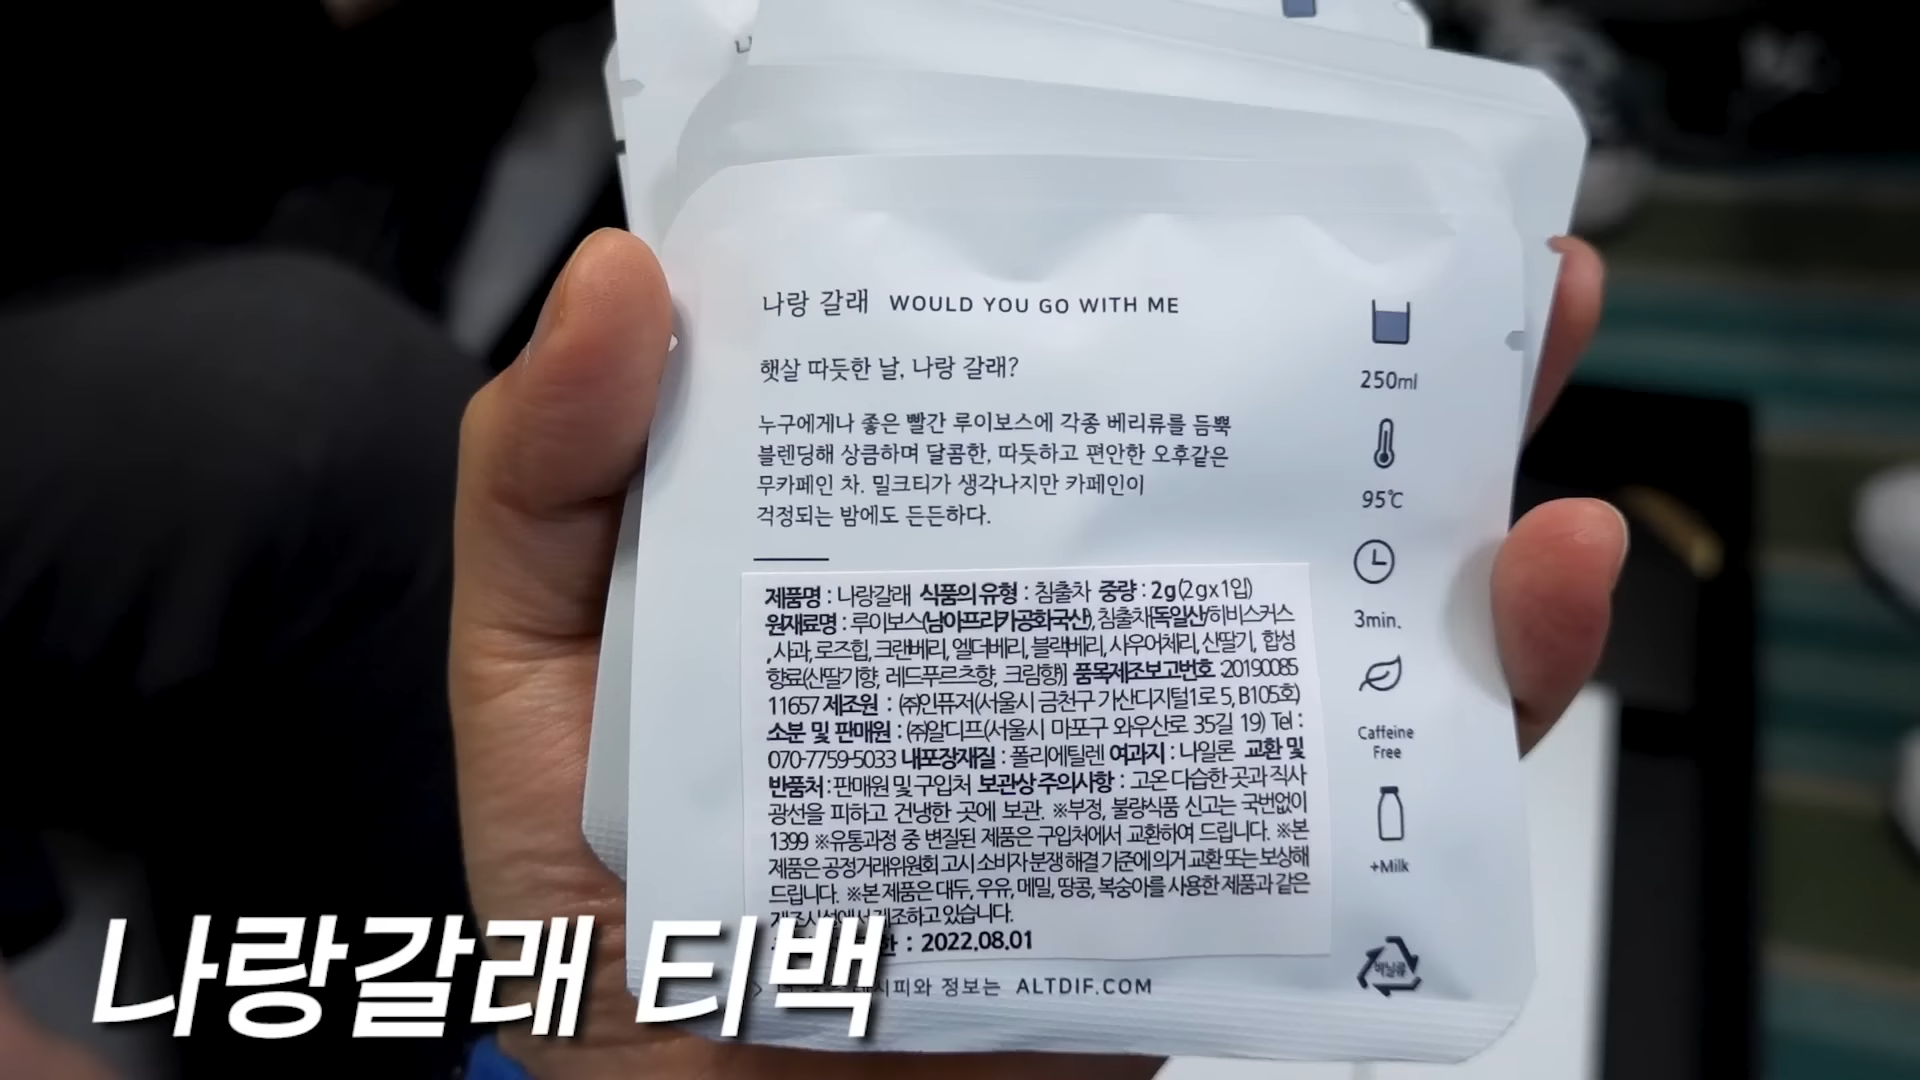 나랑 갈래 WOULD YOU GO WITH ME
햇살 따듯한 날, 나랑 갈래?
누구에게나 좋은 빨간 루이보스에 각종 베리류를 듬뿍
블렌딩해 상큼하며 달콤한, 따듯하고 편안한 오후같은
무카페인 차. 밀크티가 생각나지만 카페인이
걱정되는 밤에도 든든하다.
제품명 : 나랑갈래 식품의 유형 : 침출차 중량 : 2g(2gx1입)
원재료명 : 루이보스(남아프리카공화국산), 침출차[독일산/히비스커스
,사과, 로즈힙, 크랜베리, 엘더베리, 블랙베리, 사우어체리, 산딸기, 합성
향료(산딸기향, 레드푸르츠향, 크림향)] 품목제조보고번호 :20190085
11657 제조원 : ㈜인퓨저(서울시 금천구 가산디지털1로 5, B105호)
소분 및 판매원 : ㈜알디프(서울시 마포구 와우산로 35길 19) Tel :
070-7759-5033 내포장재질 : 폴리에틸렌 여과지 : 나일론 교환 및
반품처 : 판매원 및 구입처 보관상 주의사항 : 고온 다습한 곳과 직사
광선을 피하고 건냉한 곳에 보관. ※부정, 불량식품 신고는 국번없이
1399 ※유통과정 중 변질된 제품은 구입처에서 교환하여 드립니다. ※본
제품은 공정거래위원회 고시 소비자 분쟁 해결 기준에 의거 교환 또는 보상해
드립니다. ※본 제품은 대두, 우유, 메밀, 땅콩, 복숭아를 사용한 제품과 같은
제조시설에서 제조하고 있습니다.
: 2022.08.01
정보는 ALTDIF.COM
250ml
95℃
3min.
Caffeine
Free
+Milk
비닐류
나랑갈래 티백